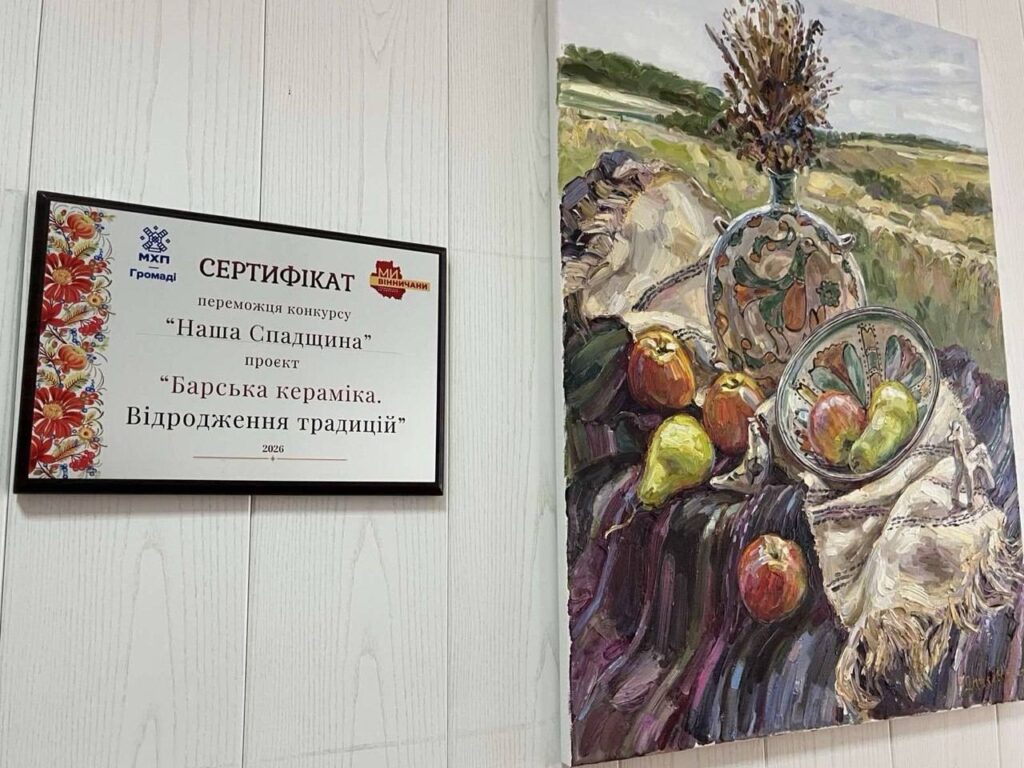 МХП
Громаді
СЕРТИФІКАТ
МИ
ВІННИЧАНИ
переможця конкурсу
“Наша Спадщина”
проєкт
“Барська кераміка.
Відродження традицій”
2026